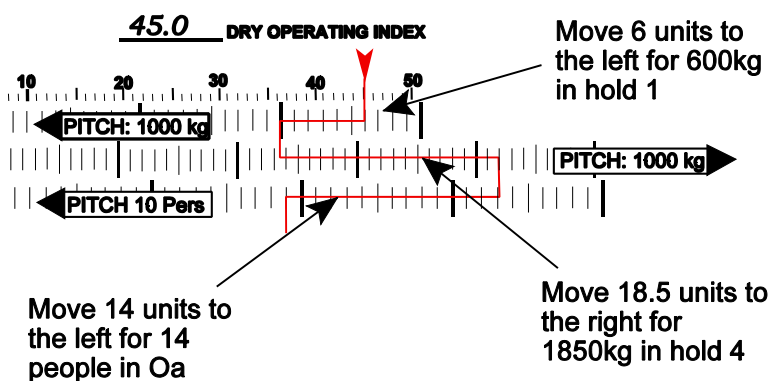 45.0 DRY OPERATING INDEX
10 20 30 40 50
Move 6 units to
the left for 600kg
in hold 1
PITCH: 1000 kg
PITCH: 1000 kg
PITCH 10 Pers
Move 14 units to
the left for 14
people in Oa
Move 18.5 units to
the right for
1850kg in hold 4